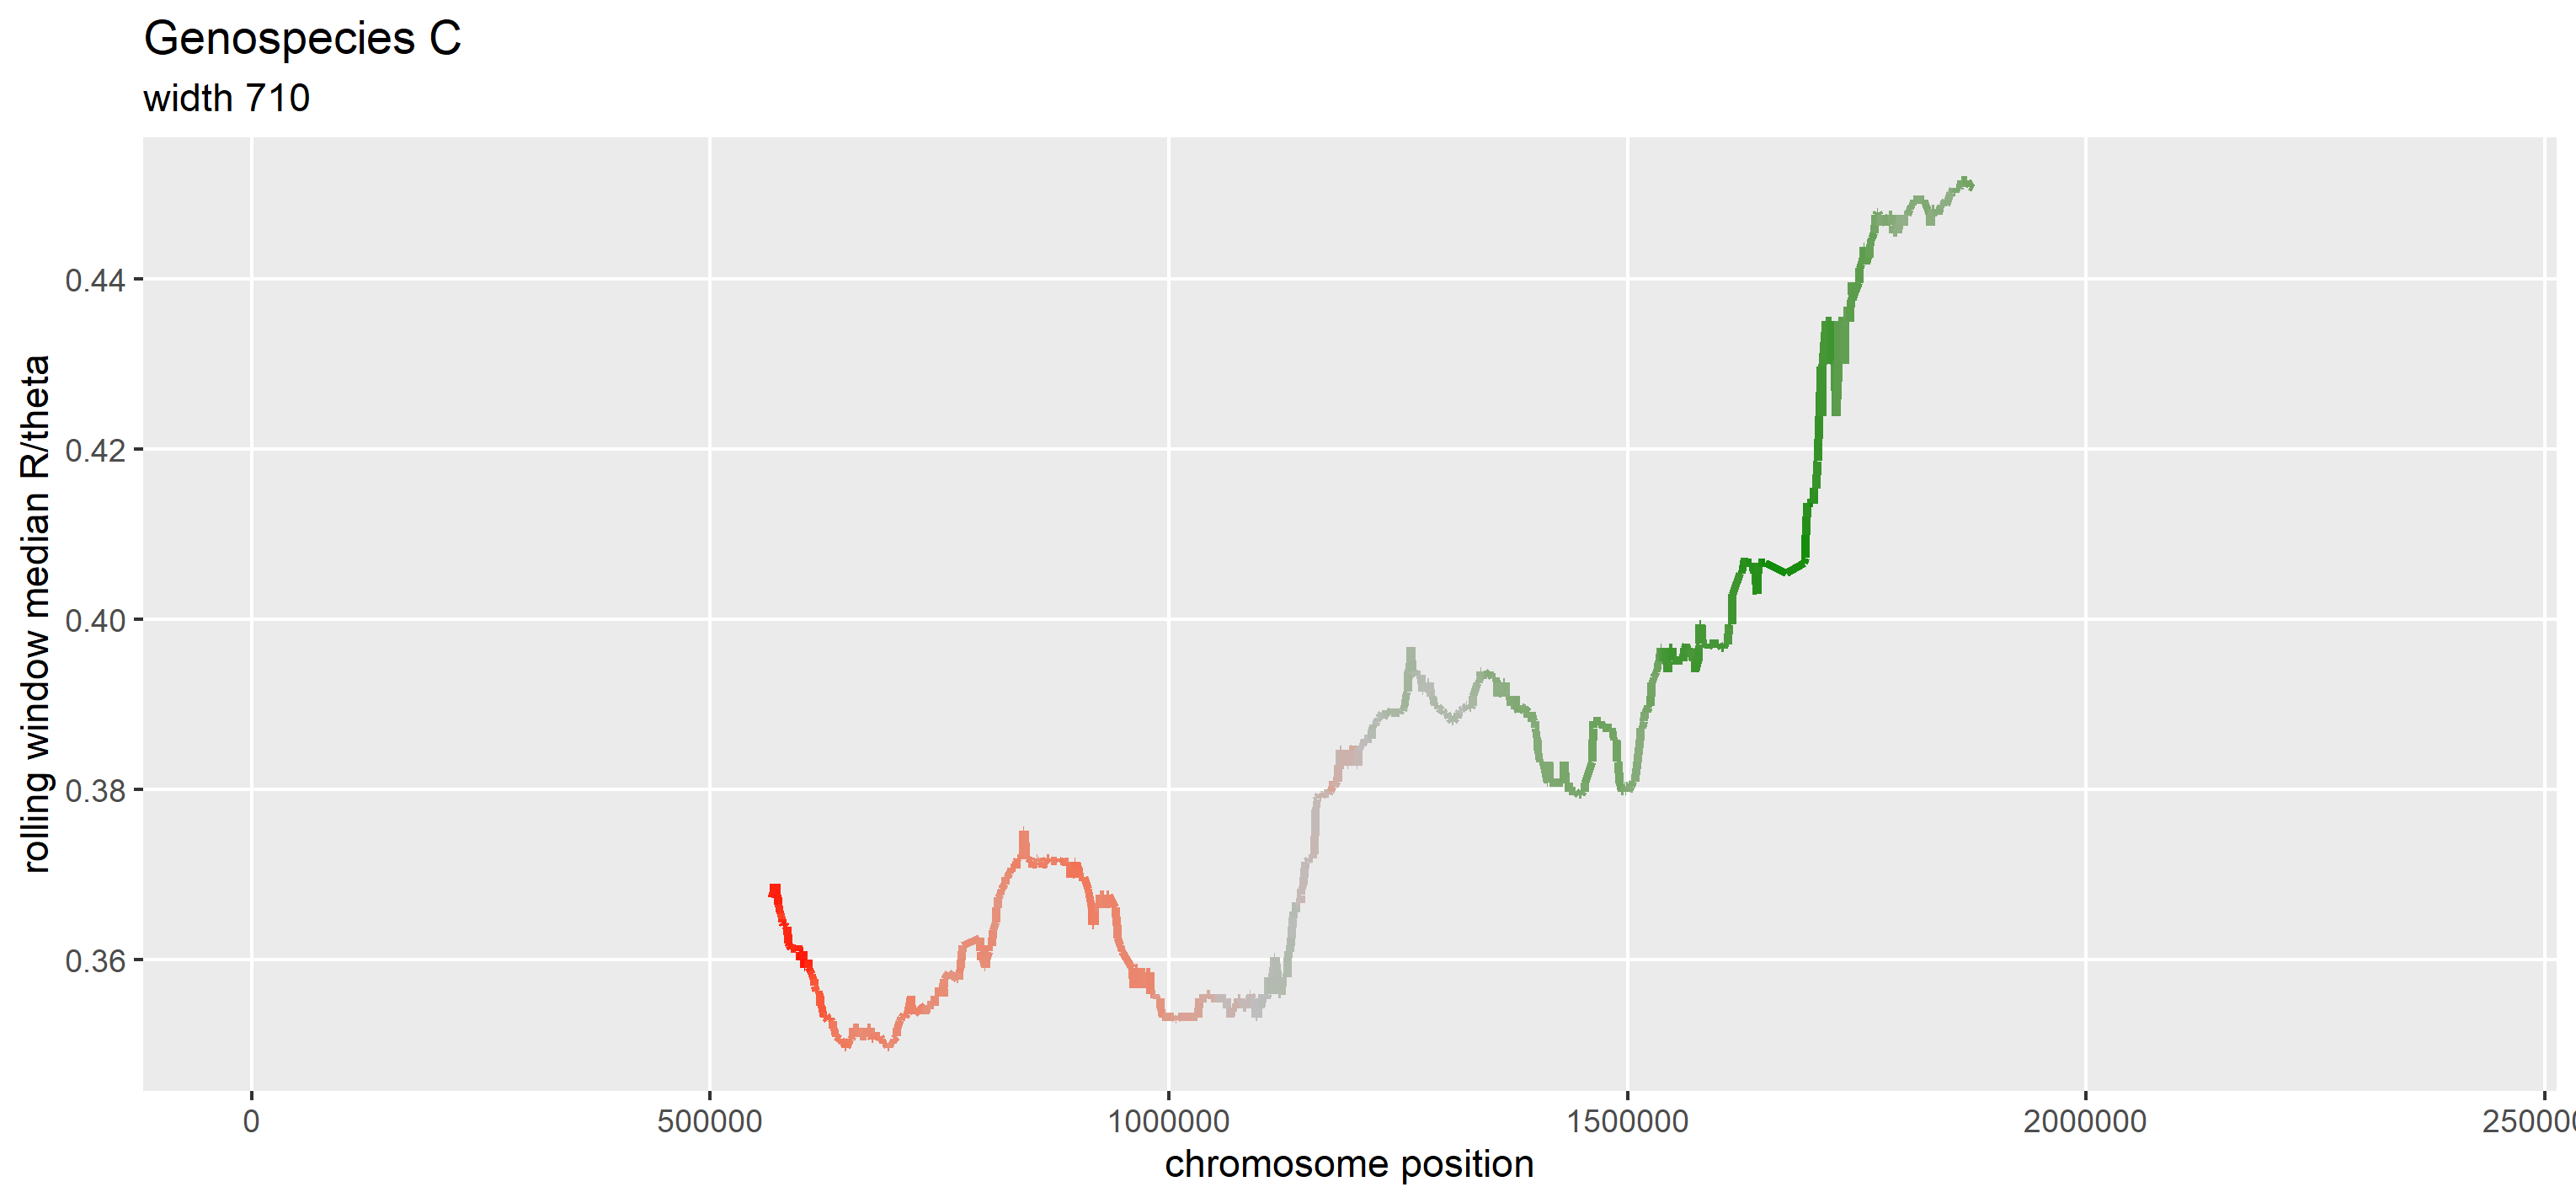 Genospecies C
width 710
rolling window median R/theta
0.44
0.42
0.40
0.38
0.36
0 500000 1000000 1500000 2000000
chromosome position